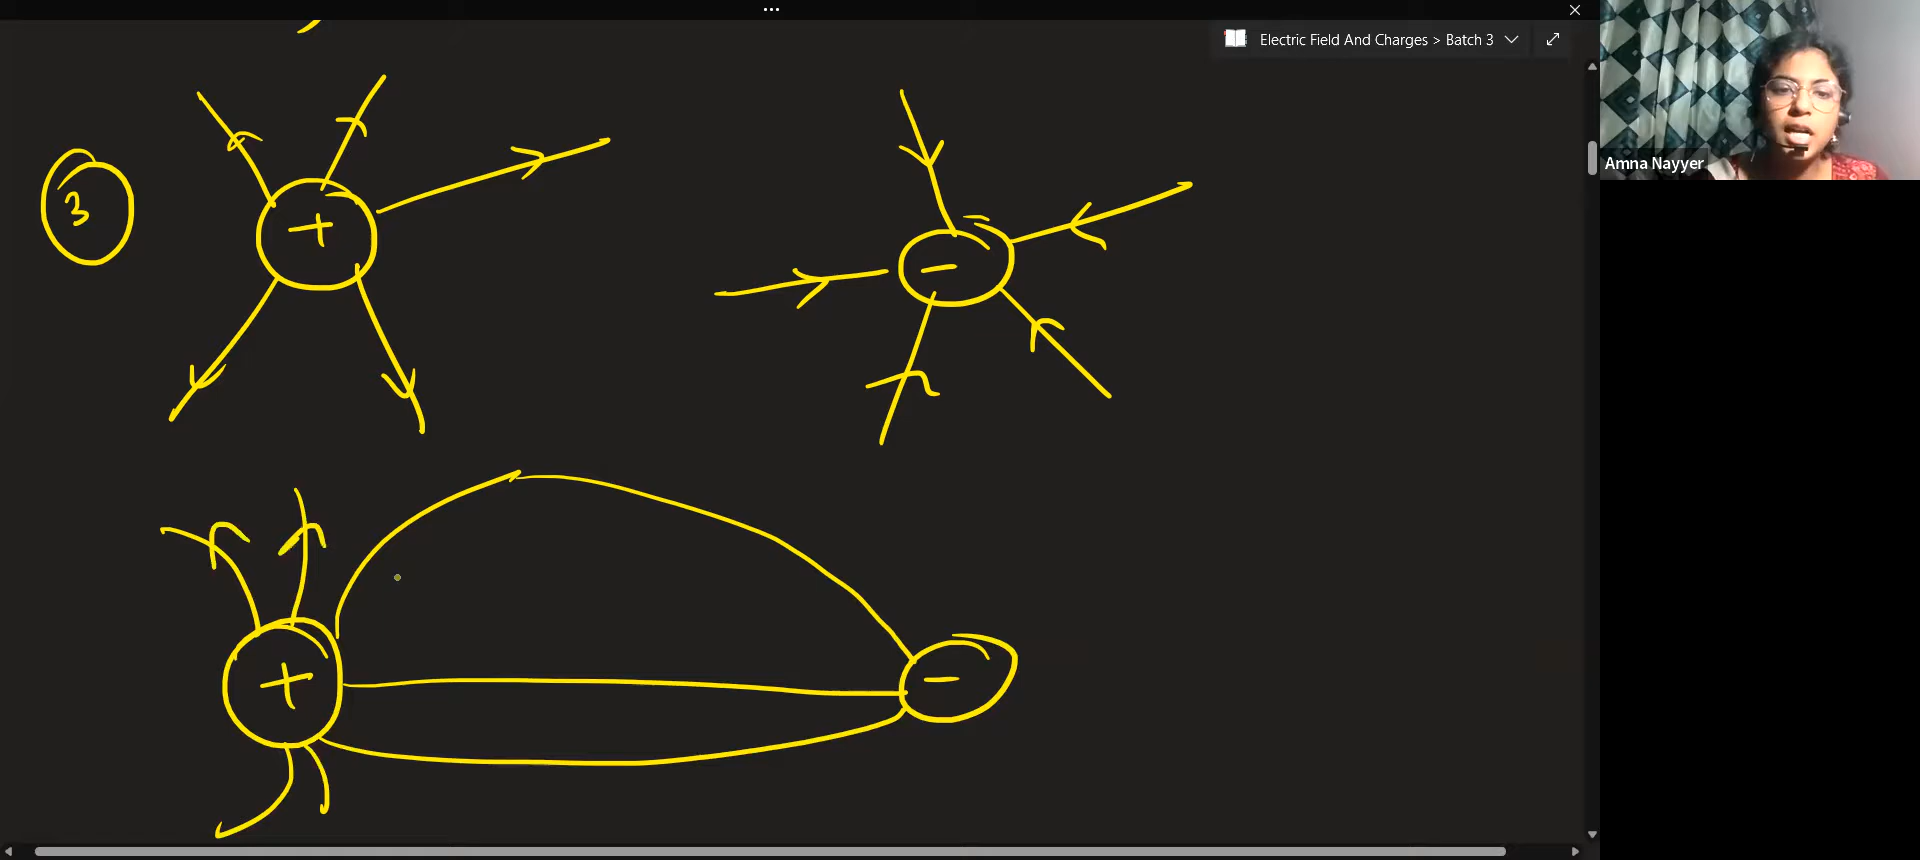 Electric Field And Charges > Batch 3
Amna Nayyer
3
+
-
+
-